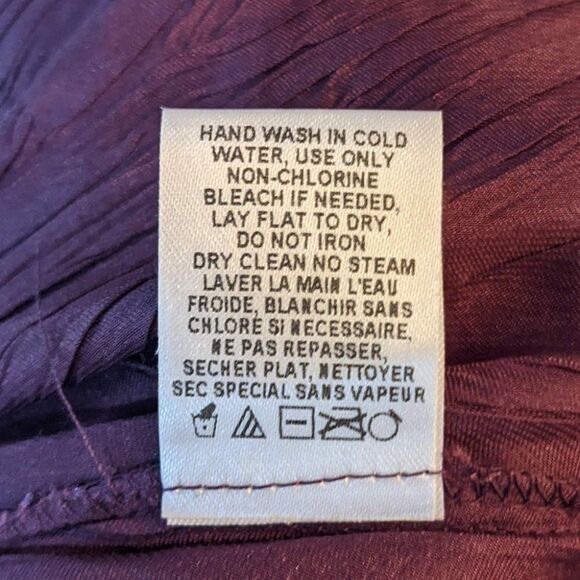 HAND WASH IN COLD
WATER, USE ONLY
NON-CHLORINE
BLEACH IF NEEDED,
LAY FLAT TO DRY,
DO NOT IRON
DRY CLEAN NO STEAM
LAVER LA MAIN L'EAU
FROIDE, BLANCHIR SANS
CHLORE SI NECESSAIRE,
NE PAS REPASSER,
SECHER PLAT, NETTOYER
SEC SPECIAL SANS VAPEUR